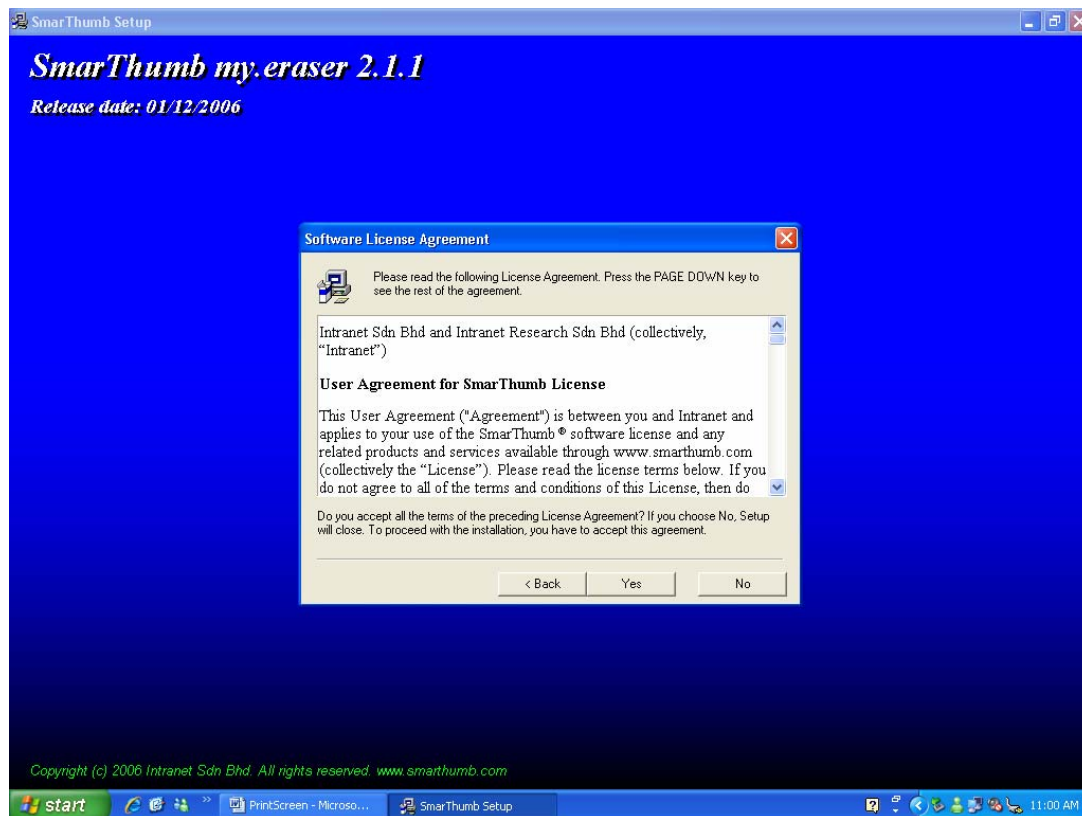 SmarThumb Setup
SmarThumb my.eraser 2.1.1
Release date: 01/12/2006
Software License Agreement
Please read the following License Agreement. Press the PAGE DOWN key to
see the rest of the agreement.
Intranet Sdn Bhd and Intranet Research Sdn Bhd (collectively,
“Intranet”)
User Agreement for SmarThumb License
This User Agreement ("Agreement") is between you and Intranet and
applies to your use of the SmarThumb ® software license and any
related products and services available through www.smarthumb.com
(collectively the “License”). Please read the license terms below. If you
do not agree to all of the terms and conditions of this License, then do
Do you accept all the terms of the preceding License Agreement? If you choose No, Setup
will close. To proceed with the installation, you have to accept this agreement.
< Back Yes No
Copyright (c) 2006 Intranet Sdn Bhd. All rights reserved. www.smarthumb.com
start PrintScreen - Microso... SmarThumb Setup 11:00 AM